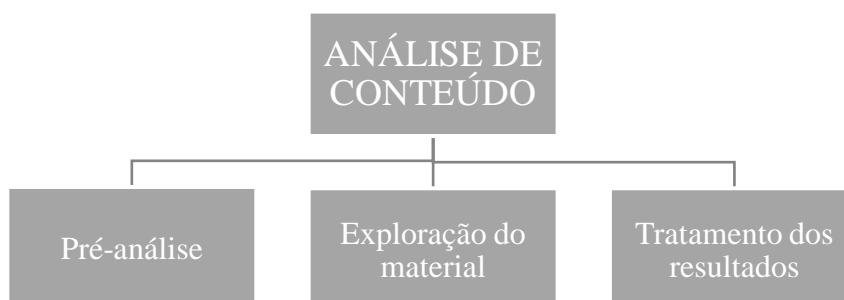 ANÁLISE DE
CONTEÚDO
Pré-análise
Exploração do
material
Tratamento dos
resultados